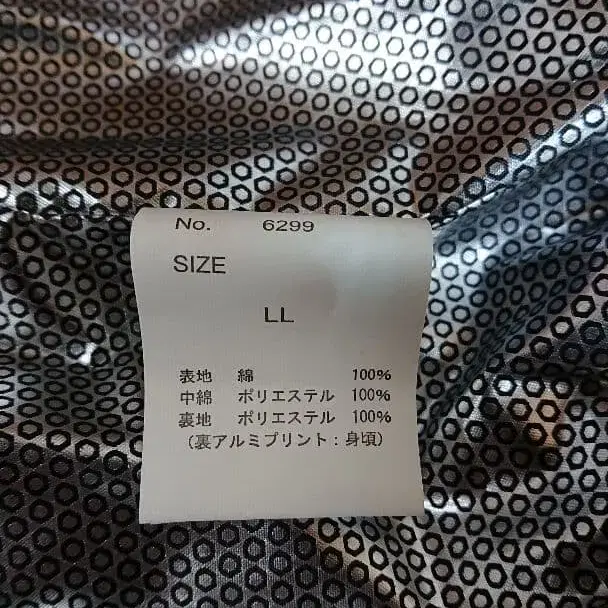 No. 6299
SIZE
LL
表地 綿 100%
中綿 ポリエステル 100%
裏地 ポリエステル 100%
（裏アルミプリント：身頃）